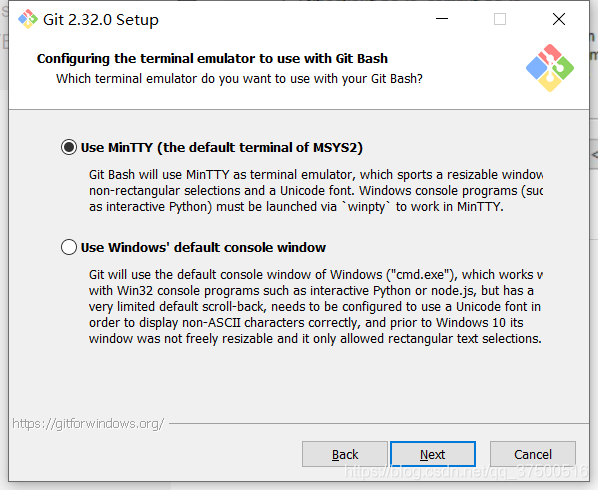 Git 2.32.0 Setup
Configuring the terminal emulator to use with Git Bash
Which terminal emulator do you want to use with your Git Bash?
Use MinTTY (the default terminal of MSYS2)
Git Bash will use MinTTY as terminal emulator, which sports a resizable window
non-rectangular selections and a Unicode font. Windows console programs (suc
as interactive Python) must be launched via `winpty` to work in MinTTY.
Use Windows' default console window
Git will use the default console window of Windows ("cmd.exe"), which works w
with Win32 console programs such as interactive Python or node.js, but has a
very limited default scroll-back, needs to be configured to use a Unicode font in
order to display non-ASCII characters correctly, and prior to Windows 10 its
window was not freely resizable and it only allowed rectangular text selections.
https://gitforwindows.org/
Back Next Cancel
https://blog.csdn.net/qq_37500516